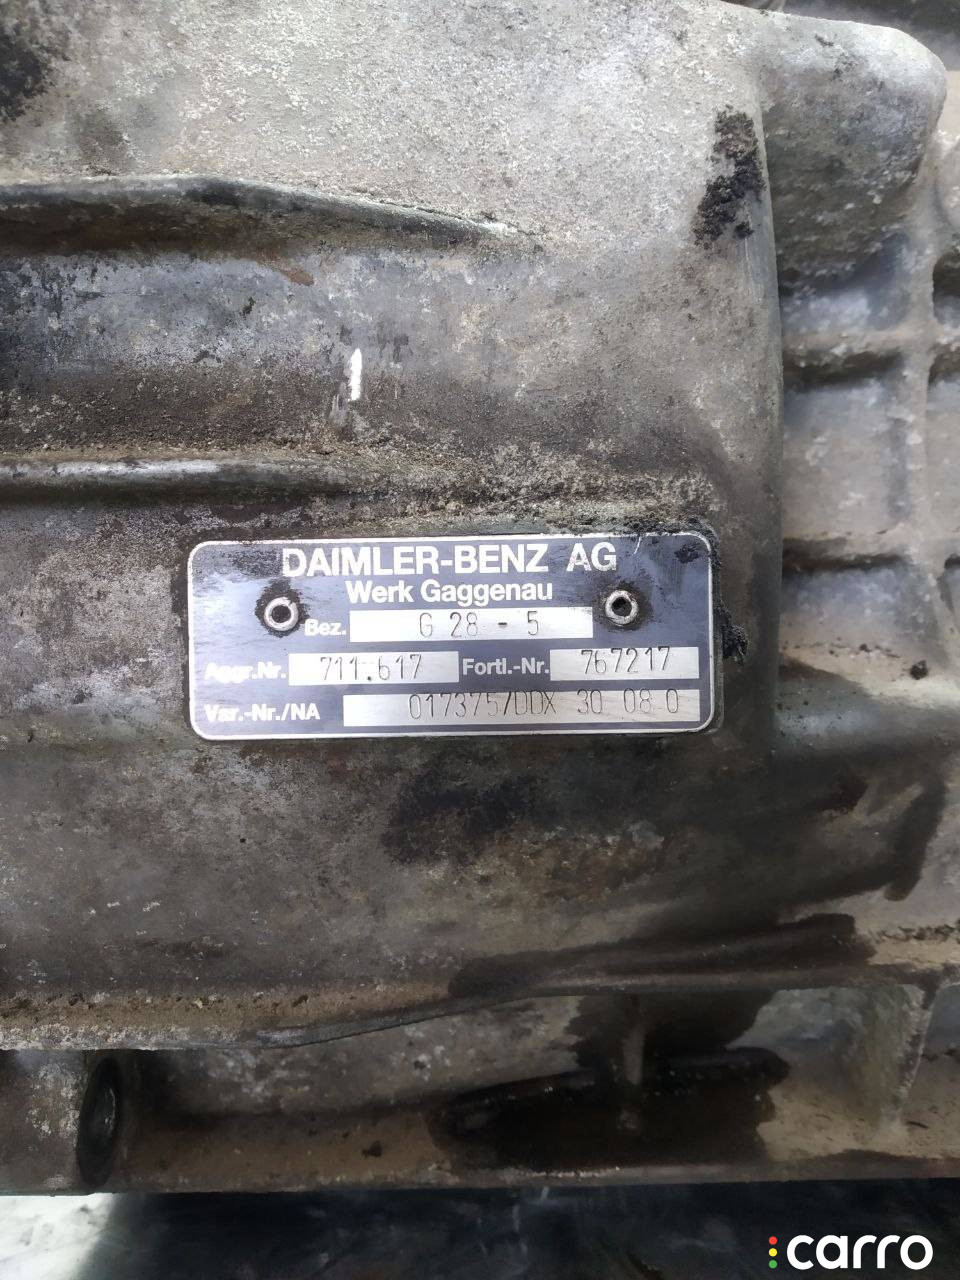 DAIMLER-BENZ AG
Werk Gaggenau
Bez. G 28 - 5
Aggr.Nr. 711.617 Fortl.-Nr. 767217
Var.-Nr./NA 0173757DDX 30 08 0
carro